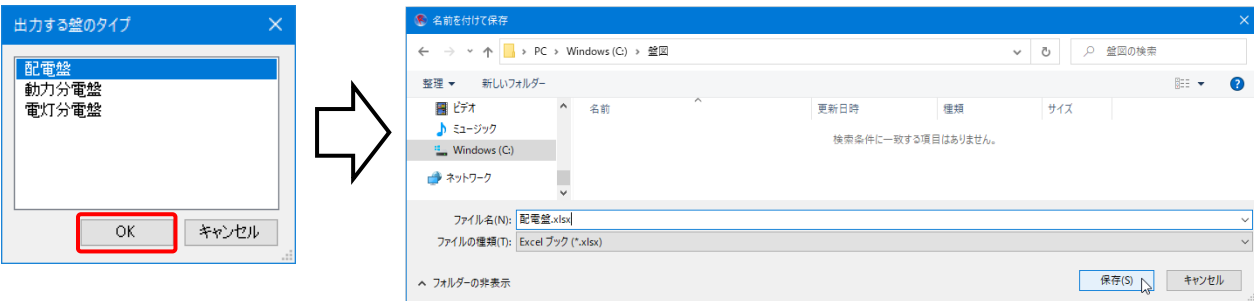 出力する盤のタイプ
配電盤
動力分電盤
電灯分電盤
OK
キャンセル
名前を付けて保存
PC › Windows (C:) › 盤図
盤図の検索
整理
新しいフォルダー
ビデオ
ミュージック
Windows (C:)
ネットワーク
名前
更新日時
種類
サイズ
検索条件に一致する項目はありません。
ファイル名(N): 配電盤.xlsx
ファイルの種類(T): Excel ブック (*.xlsx)
フォルダーの非表示
保存(S)
キャンセル